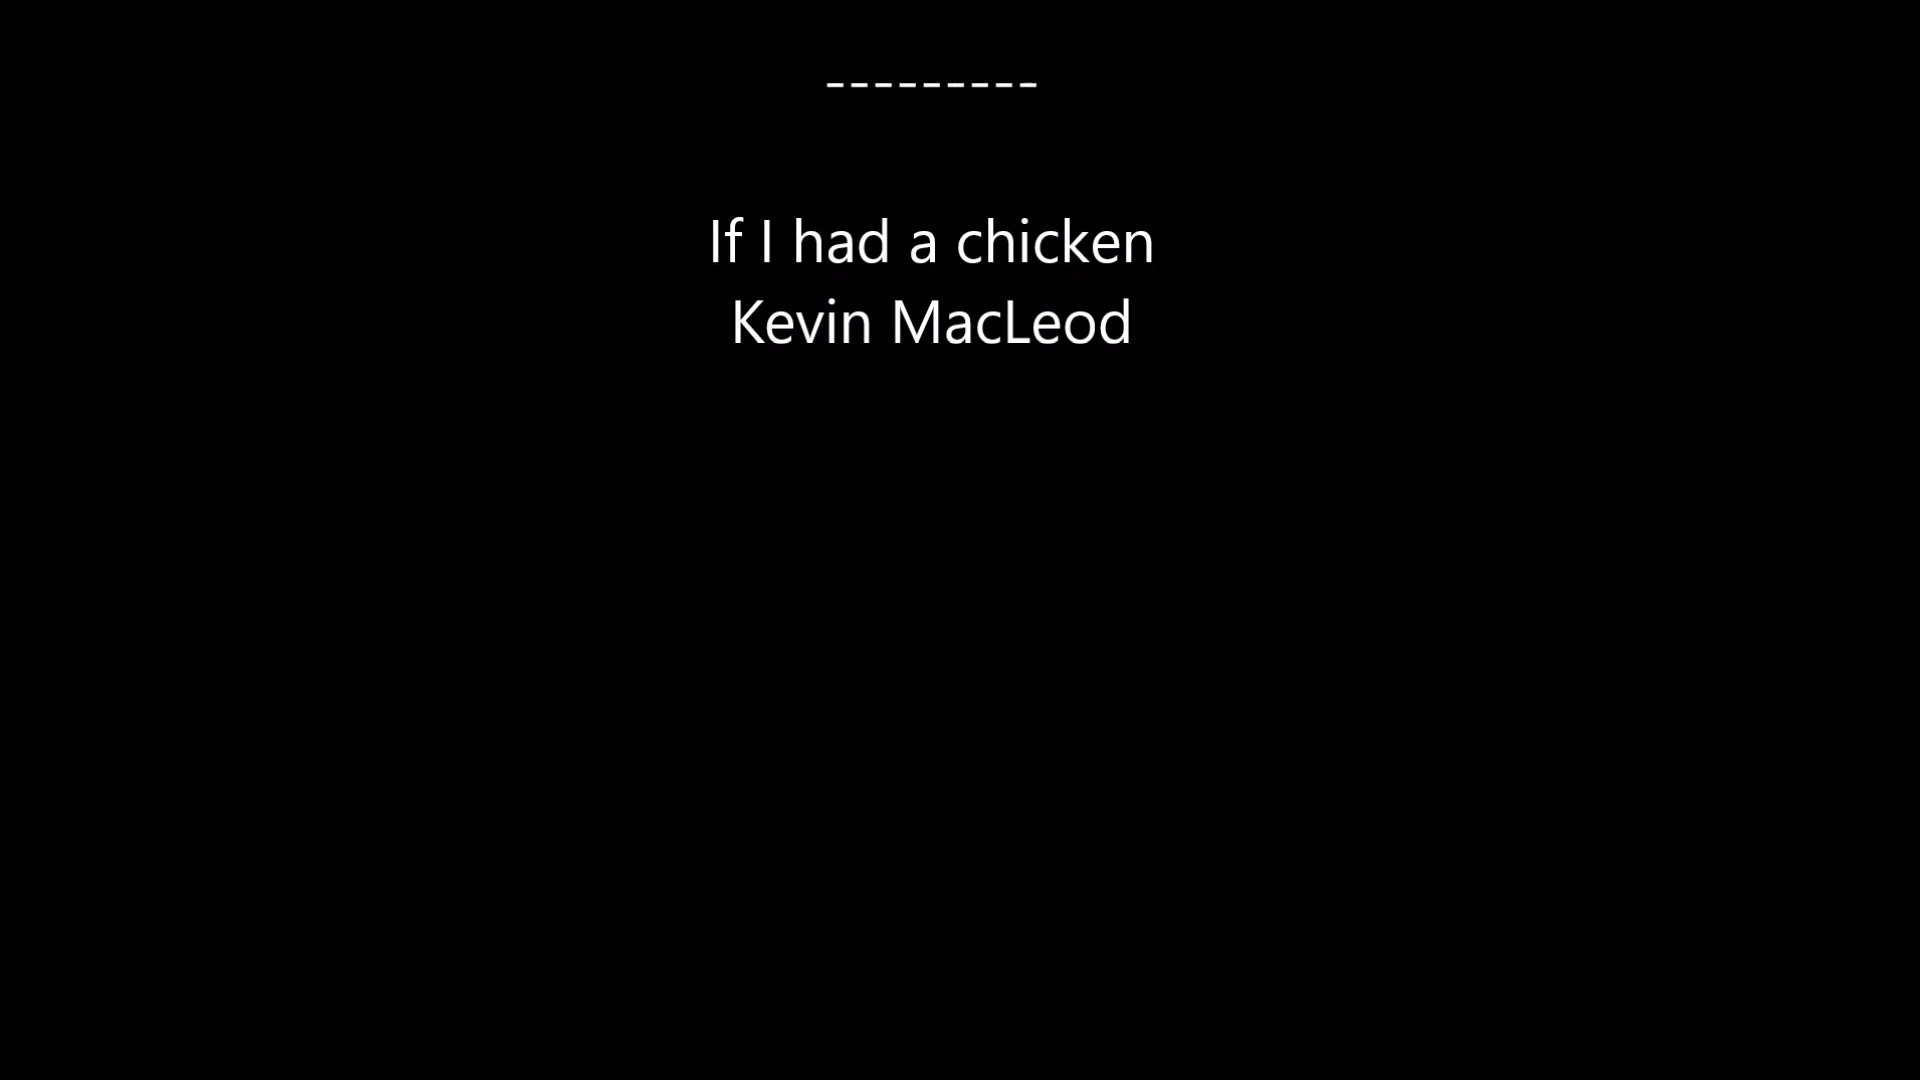 ---------
If I had a chicken
Kevin MacLeod